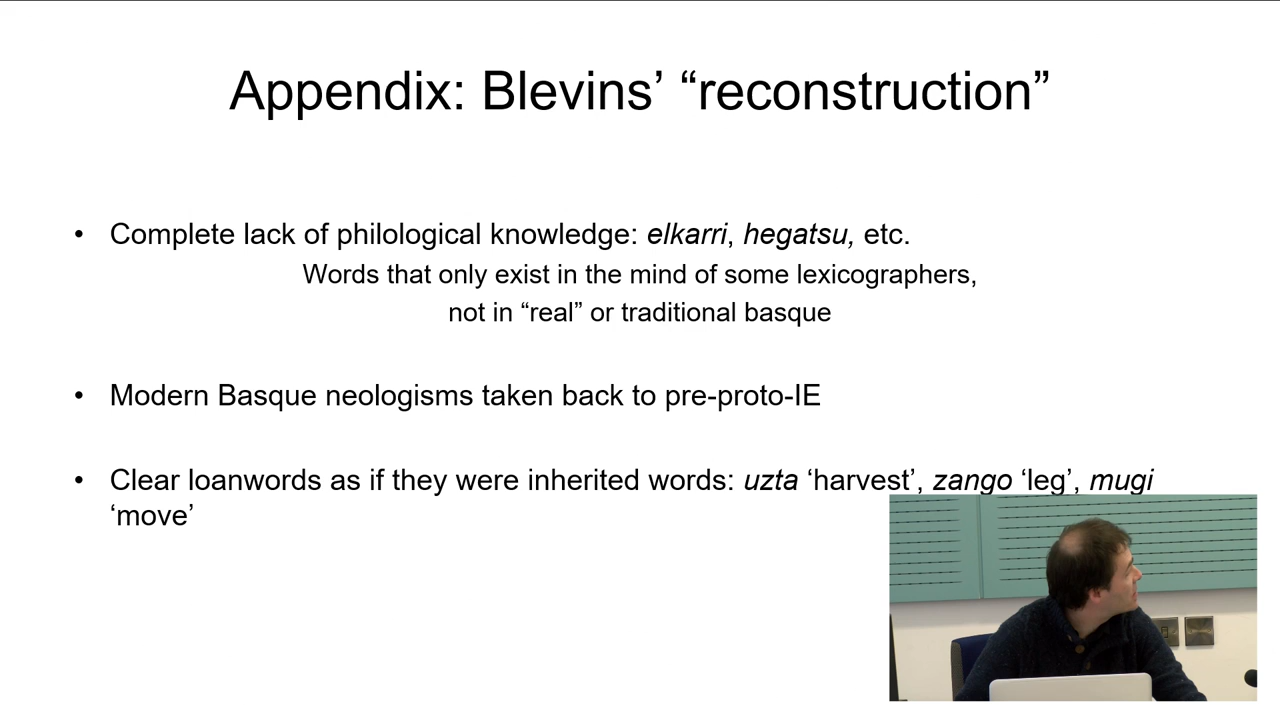 Appendix: Blevins’ “reconstruction”
• Complete lack of philological knowledge: elkarri, hegatsu, etc.
Words that only exist in the mind of some lexicographers,
not in “real” or traditional basque
• Modern Basque neologisms taken back to pre-proto-IE
• Clear loanwords as if they were inherited words: uzta ‘harvest’, zango ‘leg’, mugi
‘move’